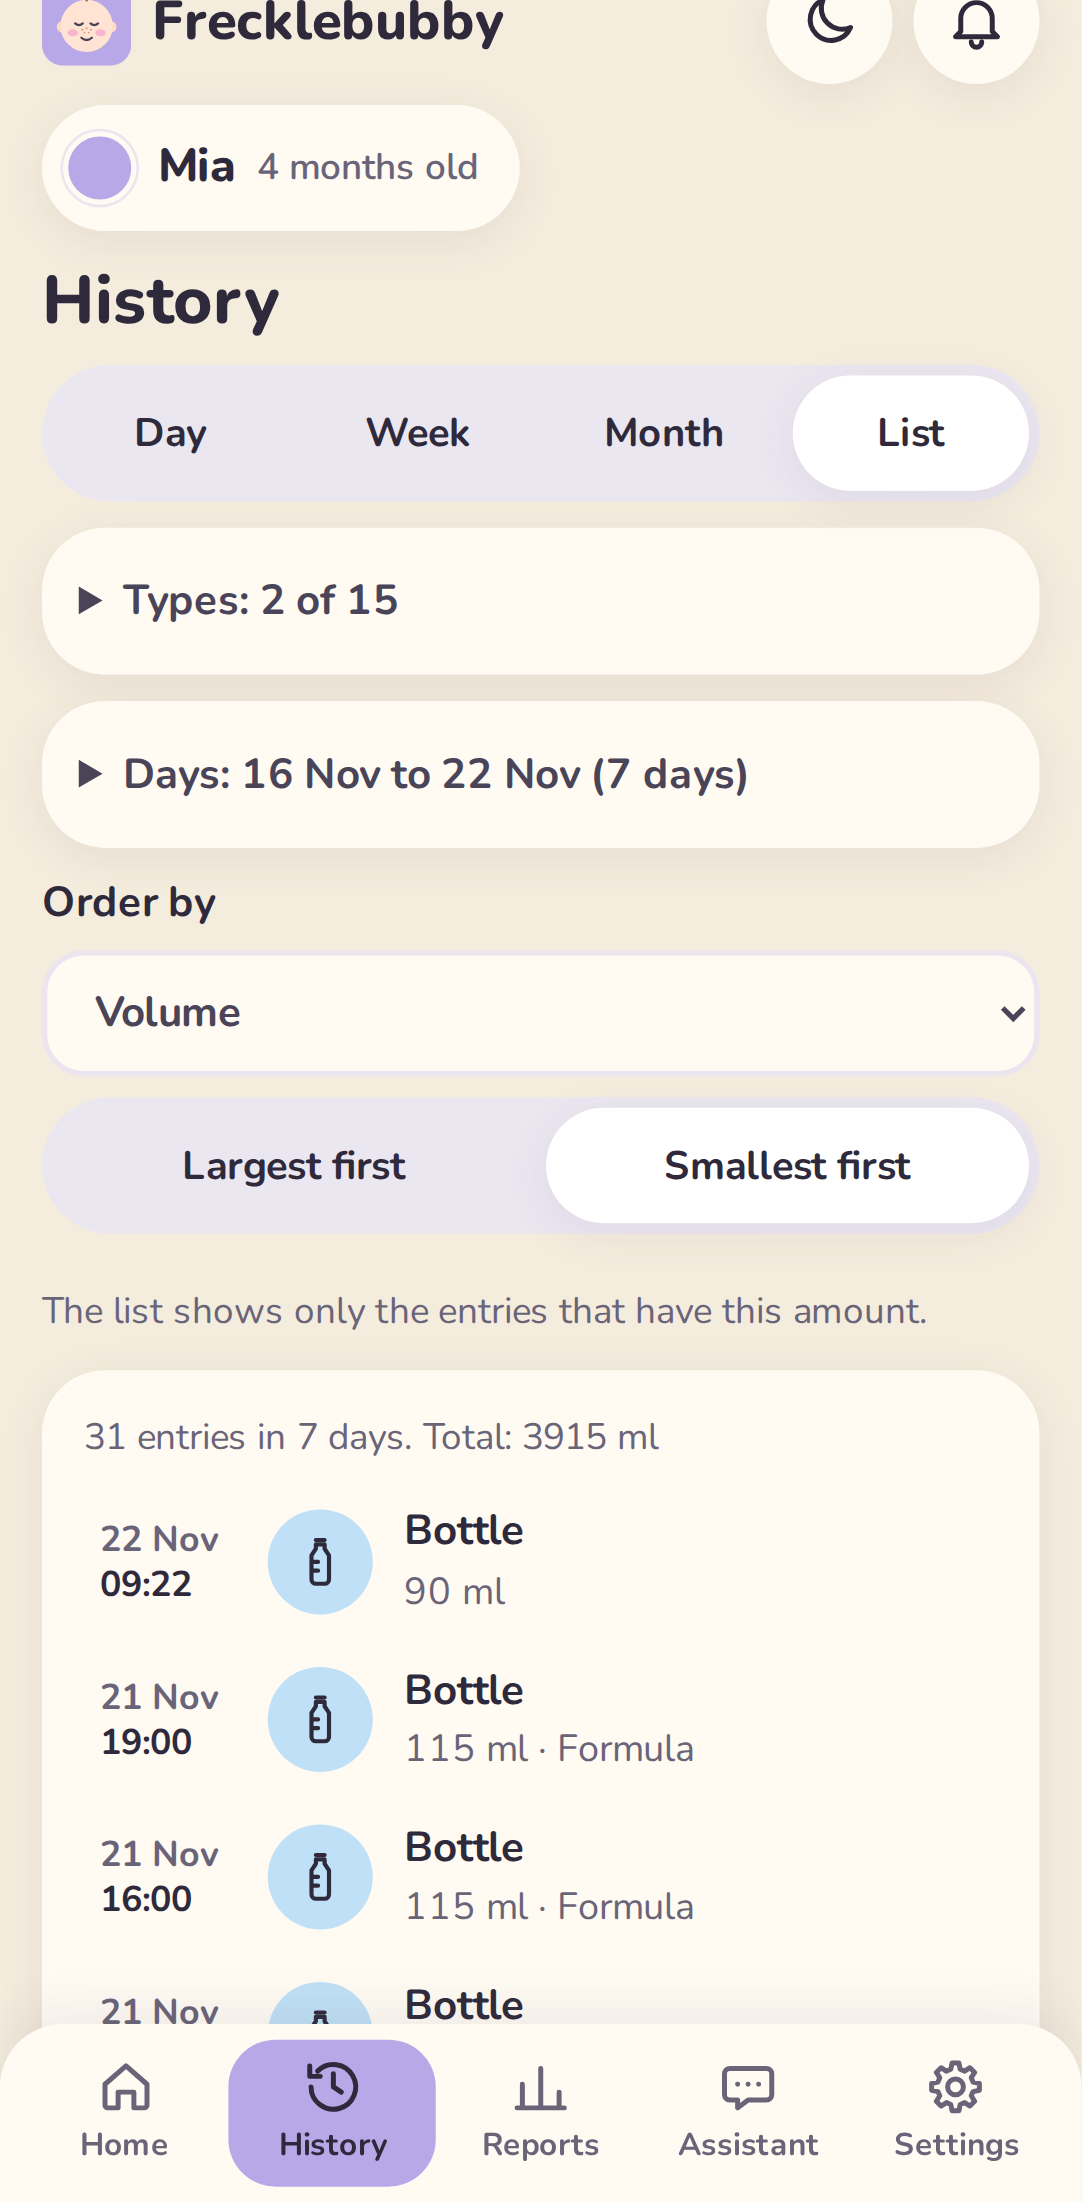 Frecklebubby
Mia 4 months old
History
Day Week Month List
Types: 2 of 15
Days: 16 Nov to 22 Nov (7 days)
Order by
Volume
Largest first Smallest first
The list shows only the entries that have this amount.
31 entries in 7 days. Total: 3915 ml
22 Nov
09:22
Bottle
90 ml
21 Nov
19:00
Bottle
115 ml · Formula
21 Nov
16:00
Bottle
115 ml · Formula
21 Nov
Bottle
Home History Reports Assistant Settings